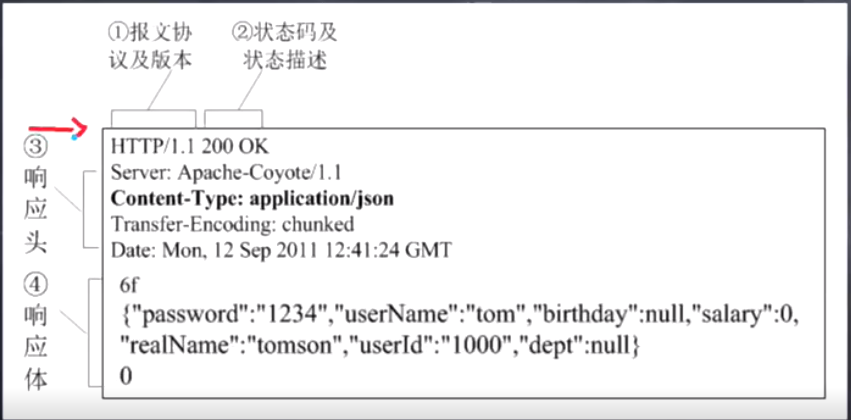 ①报文协
议及版本
②状态码及
状态描述
③
响
应
头
HTTP/1.1 200 OK
Server: Apache-Coyote/1.1
Content-Type: application/json
Transfer-Encoding: chunked
Date: Mon, 12 Sep 2011 12:41:24 GMT
④
响
应
体
6f
{"password":"1234","userName":"tom","birthday":null,"salary":0,
"realName":"tomson","userId":"1000","dept":null}
0